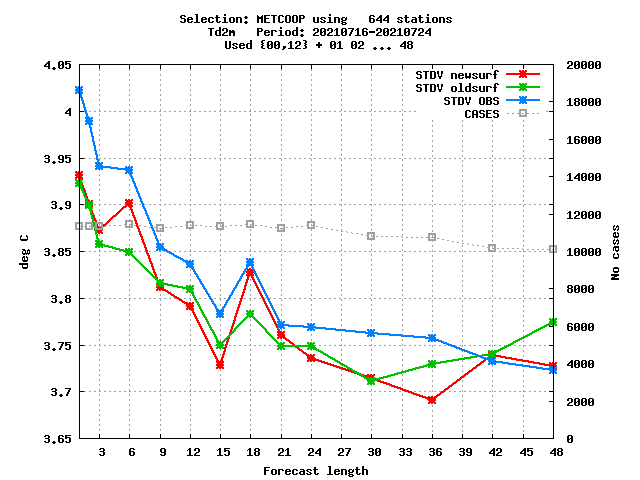 Selection: METCOOP using   644 stations
Td2m   Period: 20210716-20210724
Used {00,12} + 01 02 ... 48
4.05
4
3.95
3.9
3.85
3.8
3.75
3.7
3.65
deg C
20000
18000
16000
14000
12000
10000
8000
6000
4000
2000
0
No cases
STDV newsurf
STDV oldsurf
STDV OBS
CASES
3 6 9 12 15 18 21 24 27 30 33 36 39 42 45 48
Forecast length